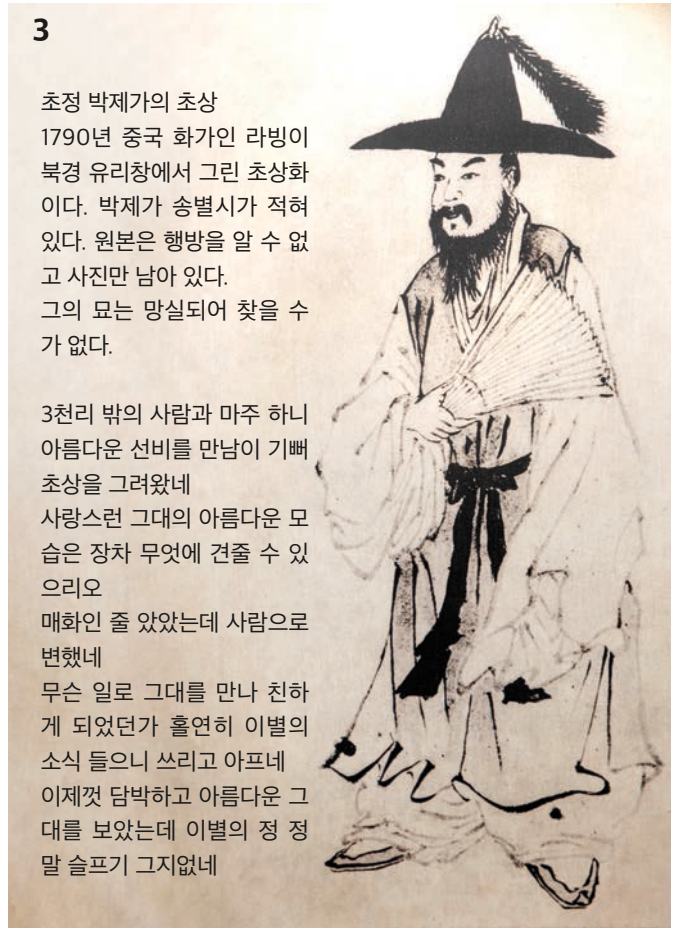 3
초정 박제가의 초상
1790년 중국 화가인 라빙이
북경 유리창에서 그린 초상화
이다. 박제가 송별시가 적혀
있다. 원본은 행방을 알 수 없
고 사진만 남아 있다.
그의 묘는 망실되어 찾을 수
가 없다.
3천리 밖의 사람과 마주 하니
아름다운 선비를 만남이 기뻐
초상을 그려왔네
사랑스런 그대의 아름다운 모
습은 장차 무엇에 견줄 수 있
으리오
매화인 줄 았았는데 사람으로
변했네
무슨 일로 그대를 만나 친하
게 되었던가 홀연히 이별의
소식 들으니 쓰리고 아프네
이제껏 담박하고 아름다운 그
대를 보았는데 이별의 정 정
말 슬프기 그지없네